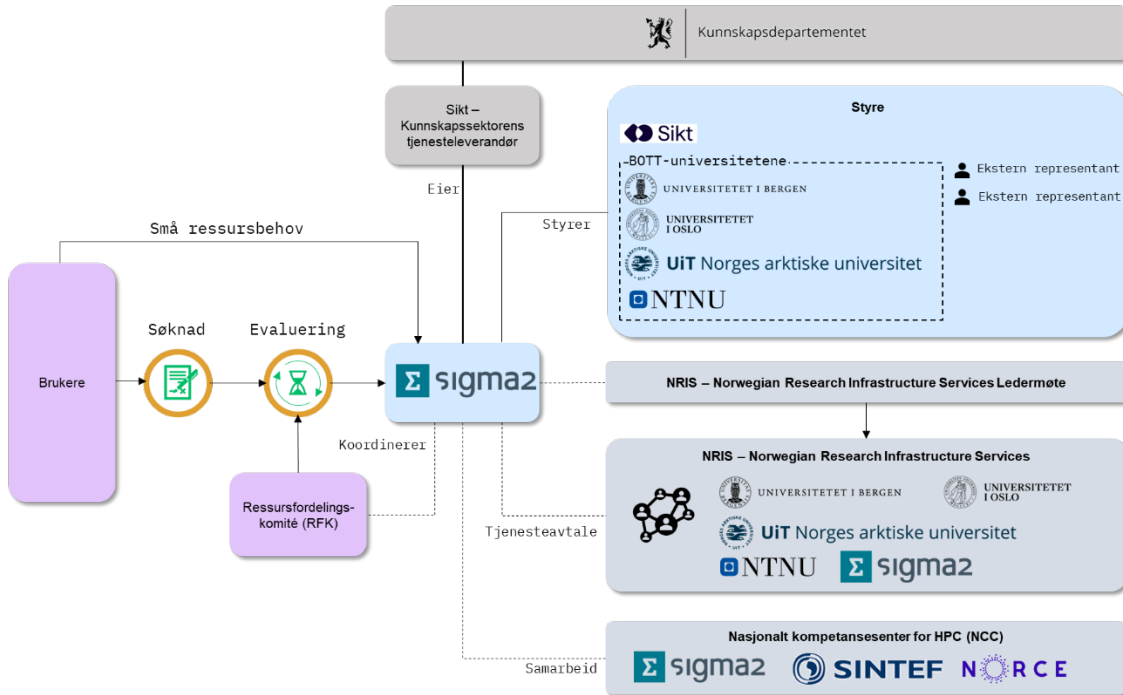 Kunnskapsdepartementet
Sikt –
Kunnskapssektorens
tjenesteleverandør
Eier
Styre
Sikt
BOTT-universitetene
UNIVERSITETET I BERGEN
UNIVERSITETET
I OSLO
UiT Norges arktiske universitet
NTNU
Ekstern representant
Ekstern representant
Styrer
Små ressursbehov
Brukere
Søknad
Evaluering
Σ sigma2
Koordinerer
Ressursfordelings-
komité (RFK)
NRIS – Norwegian Research Infrastructure Services Ledermøte
NRIS – Norwegian Research Infrastructure Services
UNIVERSITETET I BERGEN
UNIVERSITETET
I OSLO
UiT Norges arktiske universitet
NTNU
Σ sigma2
Tjenesteavtale
Nasjonalt kompetansesenter for HPC (NCC)
Σ sigma2
SINTEF
NORCE
Samarbeid